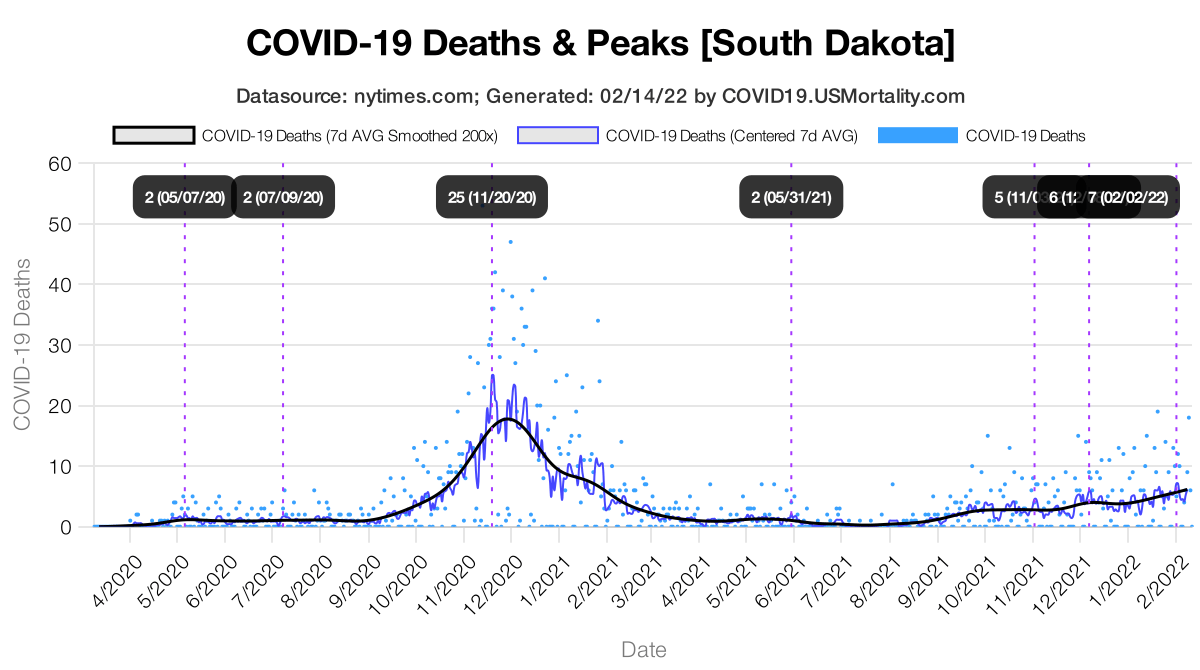 COVID-19 Deaths & Peaks [South Dakota]
Datasource: nytimes.com; Generated: 02/14/22 by COVID19.USMortality.com
COVID-19 Deaths (7d AVG Smoothed 200x) COVID-19 Deaths (Centered 7d AVG) COVID-19 Deaths
60
2 (05/07/20) 2 (07/09/20) 25 (11/20/20) 2 (05/31/21) 5 (11/03 6 (12 7 (02/02/22)
50
40
30
20
10
0
COVID-19 Deaths
4/2020 5/2020 6/2020 7/2020 8/2020 9/2020 10/2020 11/2020 12/2020 1/2021 2/2021 3/2021 4/2021 5/2021 6/2021 7/2021 8/2021 9/2021 10/2021 11/2021 12/2021 1/2022 2/2022
Date